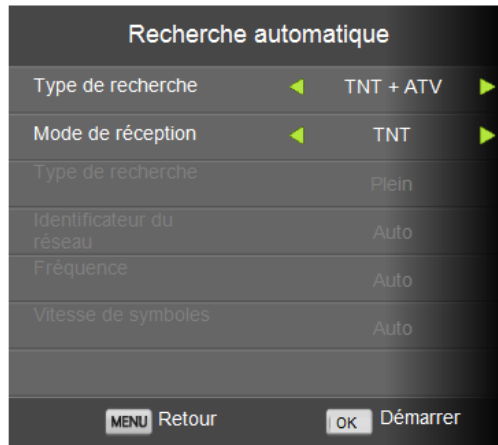 Recherche automatique
Type de recherche TNT + ATV
Mode de réception TNT
Type de recherche Plein
Identificateur du
réseau Auto
Fréquence Auto
Vitesse de symboles Auto
MENU Retour OK Démarrer